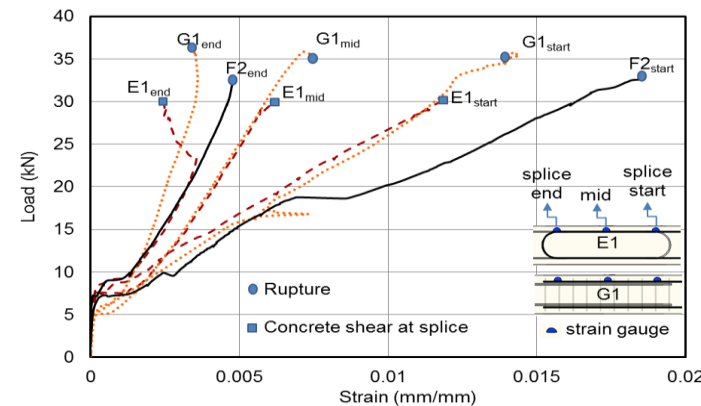 40
35
30
25
20
15
10
5
0
Load (kN)
G1end
F2end
E1end
G1mid
E1mid
G1start
E1start
F2start
splice end
mid
splice start
E1
G1
strain gauge
Rupture
Concrete shear at splice
0 0.005 0.01 0.015 0.02
Strain (mm/mm)